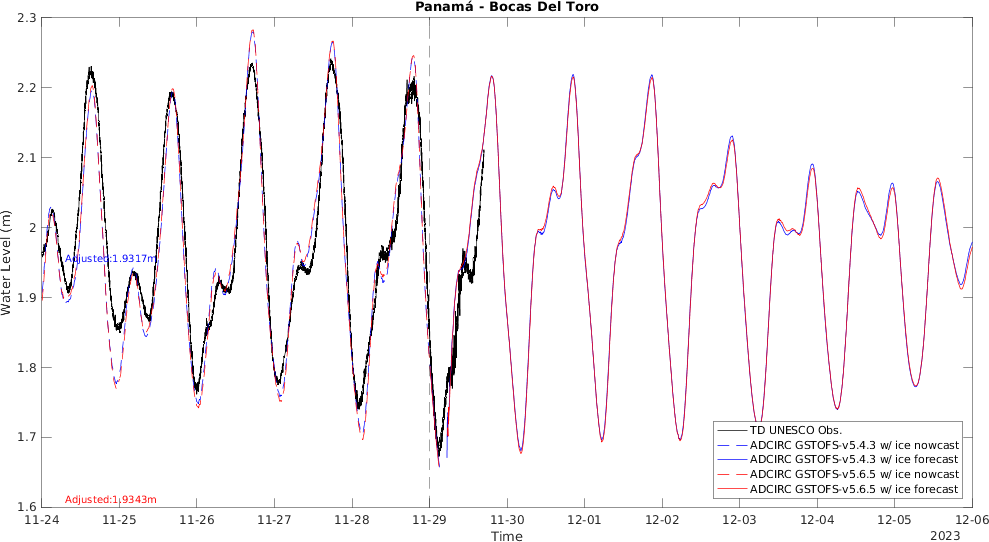 Panamá - Bocas Del Toro
2.3
2.2
2.1
2
1.9
1.8
1.7
1.6
Water Level (m)
Adjusted:1.9317m
Adjusted:1.9343m
TD UNESCO Obs.
ADCIRC GSTOFS-v5.4.3 w/ ice nowcast
ADCIRC GSTOFS-v5.4.3 w/ ice forecast
ADCIRC GSTOFS-v5.6.5 w/ ice nowcast
ADCIRC GSTOFS-v5.6.5 w/ ice forecast
11-24 11-25 11-26 11-27 11-28 11-29 11-30 12-01 12-02 12-03 12-04 12-05 12-06
Time
2023